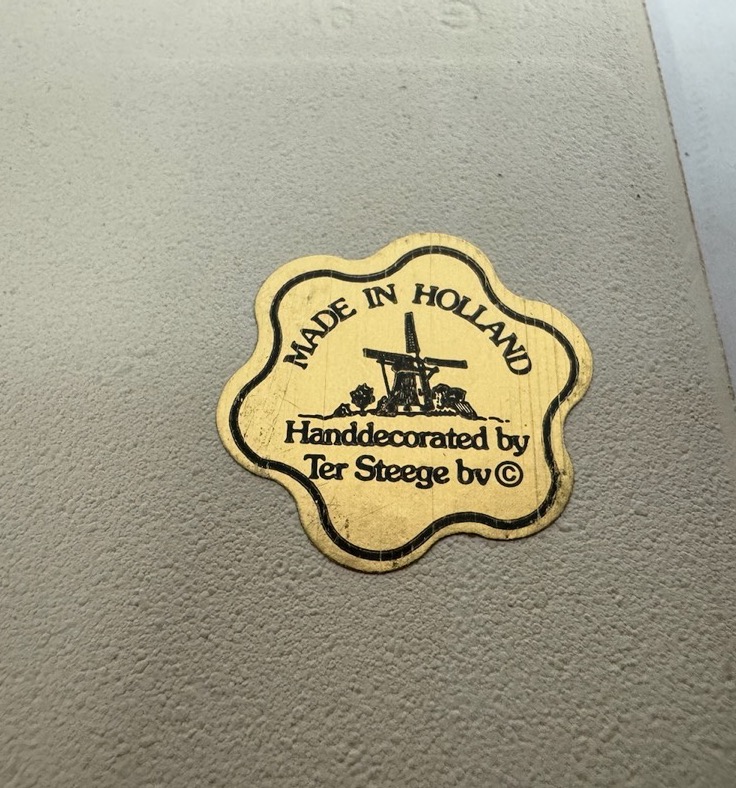 MADE IN HOLLAND
Handdecorated by
Ter Steege bv©